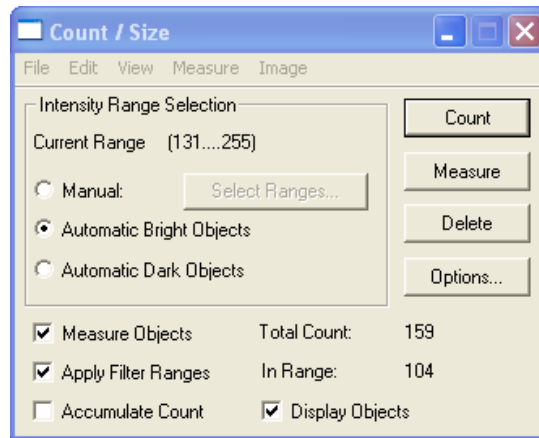 Count / Size
File Edit View Measure Image
Intensity Range Selection
Current Range (131....255)
Manual: Select Ranges...
Automatic Bright Objects
Automatic Dark Objects
Count
Measure
Delete
Options...
Measure Objects Total Count: 159
Apply Filter Ranges In Range: 104
Accumulate Count Display Objects